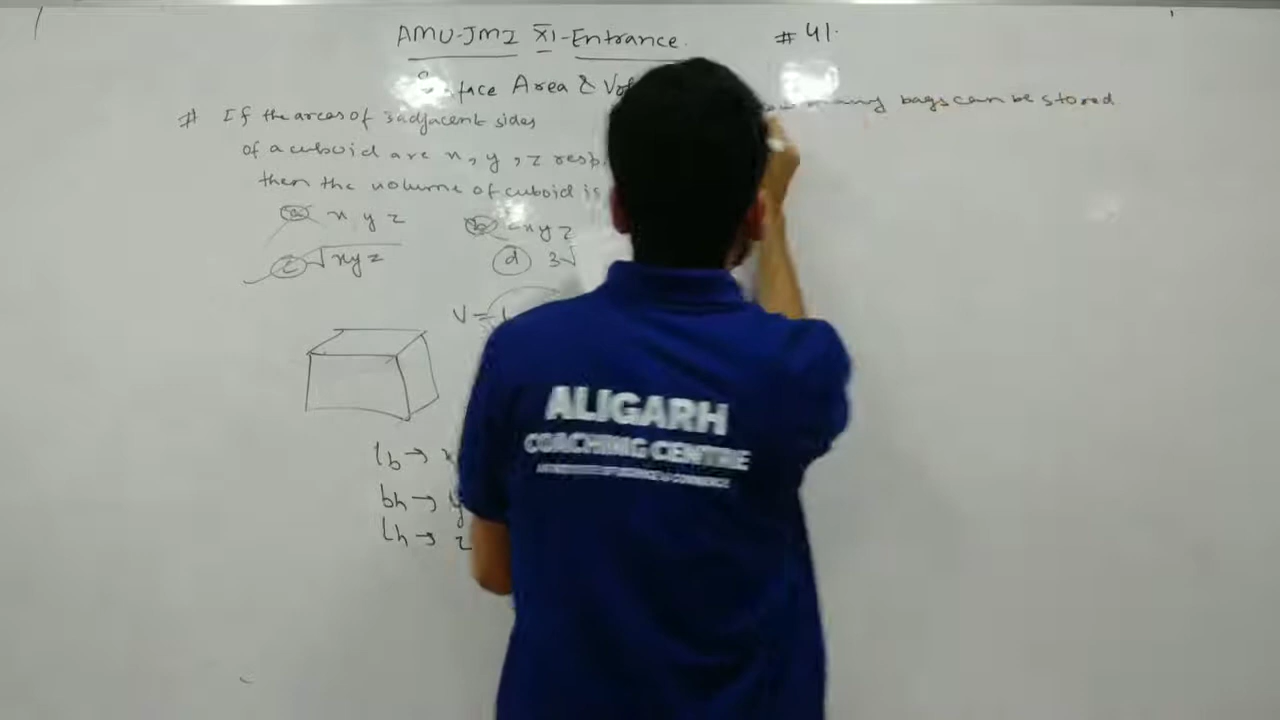 AMU-JMI XI-Entrance. # 41.
face Area &
# If the areas of 3 adjacent sides
of a cuboid are x, y, z resp.
then the volume of cuboid is
(a) x y z (b) xyz
(c) √xyz (d) 3√
V =
lb → x
bh → y
lh → z
many bags can be stored
ALIGARH
COACHING CENTRE